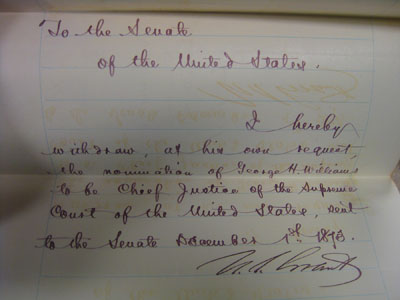 To the Senate
of the United States.
I hereby
withdraw, at his own request,
the nomination of George H. Williams
to be Chief Justice of the Supreme
Court of the United States, sent
to the Senate December 1st 1873.
U. S. Grant